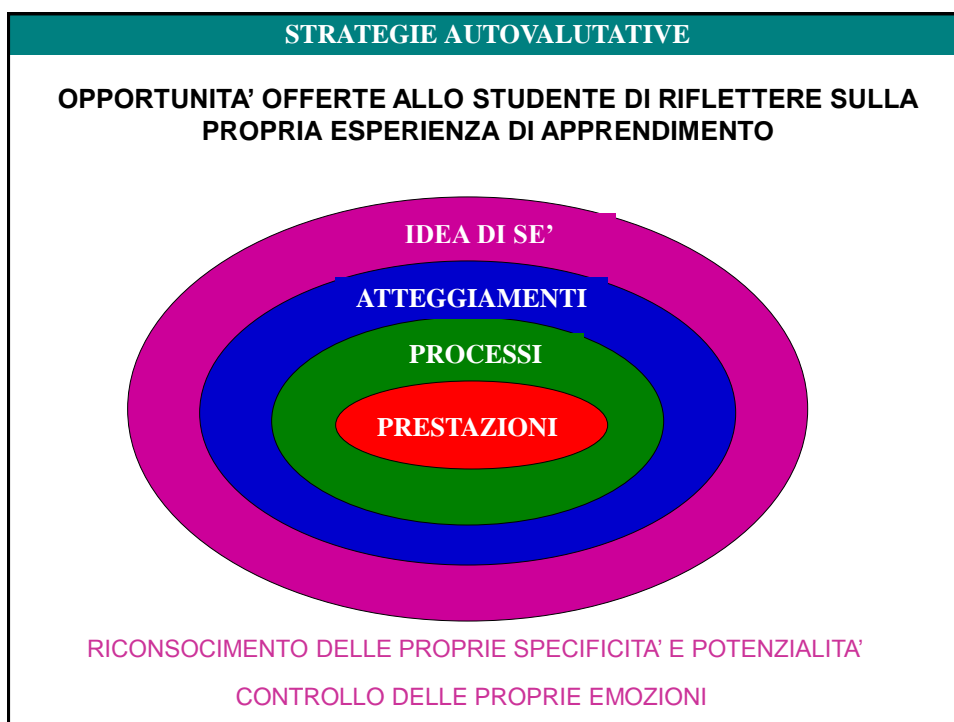 STRATEGIE AUTOVALUTATIVE
OPPORTUNITA’ OFFERTE ALLO STUDENTE DI RIFLETTERE SULLA
PROPRIA ESPERIENZA DI APPRENDIMENTO
IDEA DI SE’
ATTEGGIAMENTI
PROCESSI
PRESTAZIONI
RICONSOCIMENTO DELLE PROPRIE SPECIFICITA’ E POTENZIALITA’
CONTROLLO DELLE PROPRIE EMOZIONI